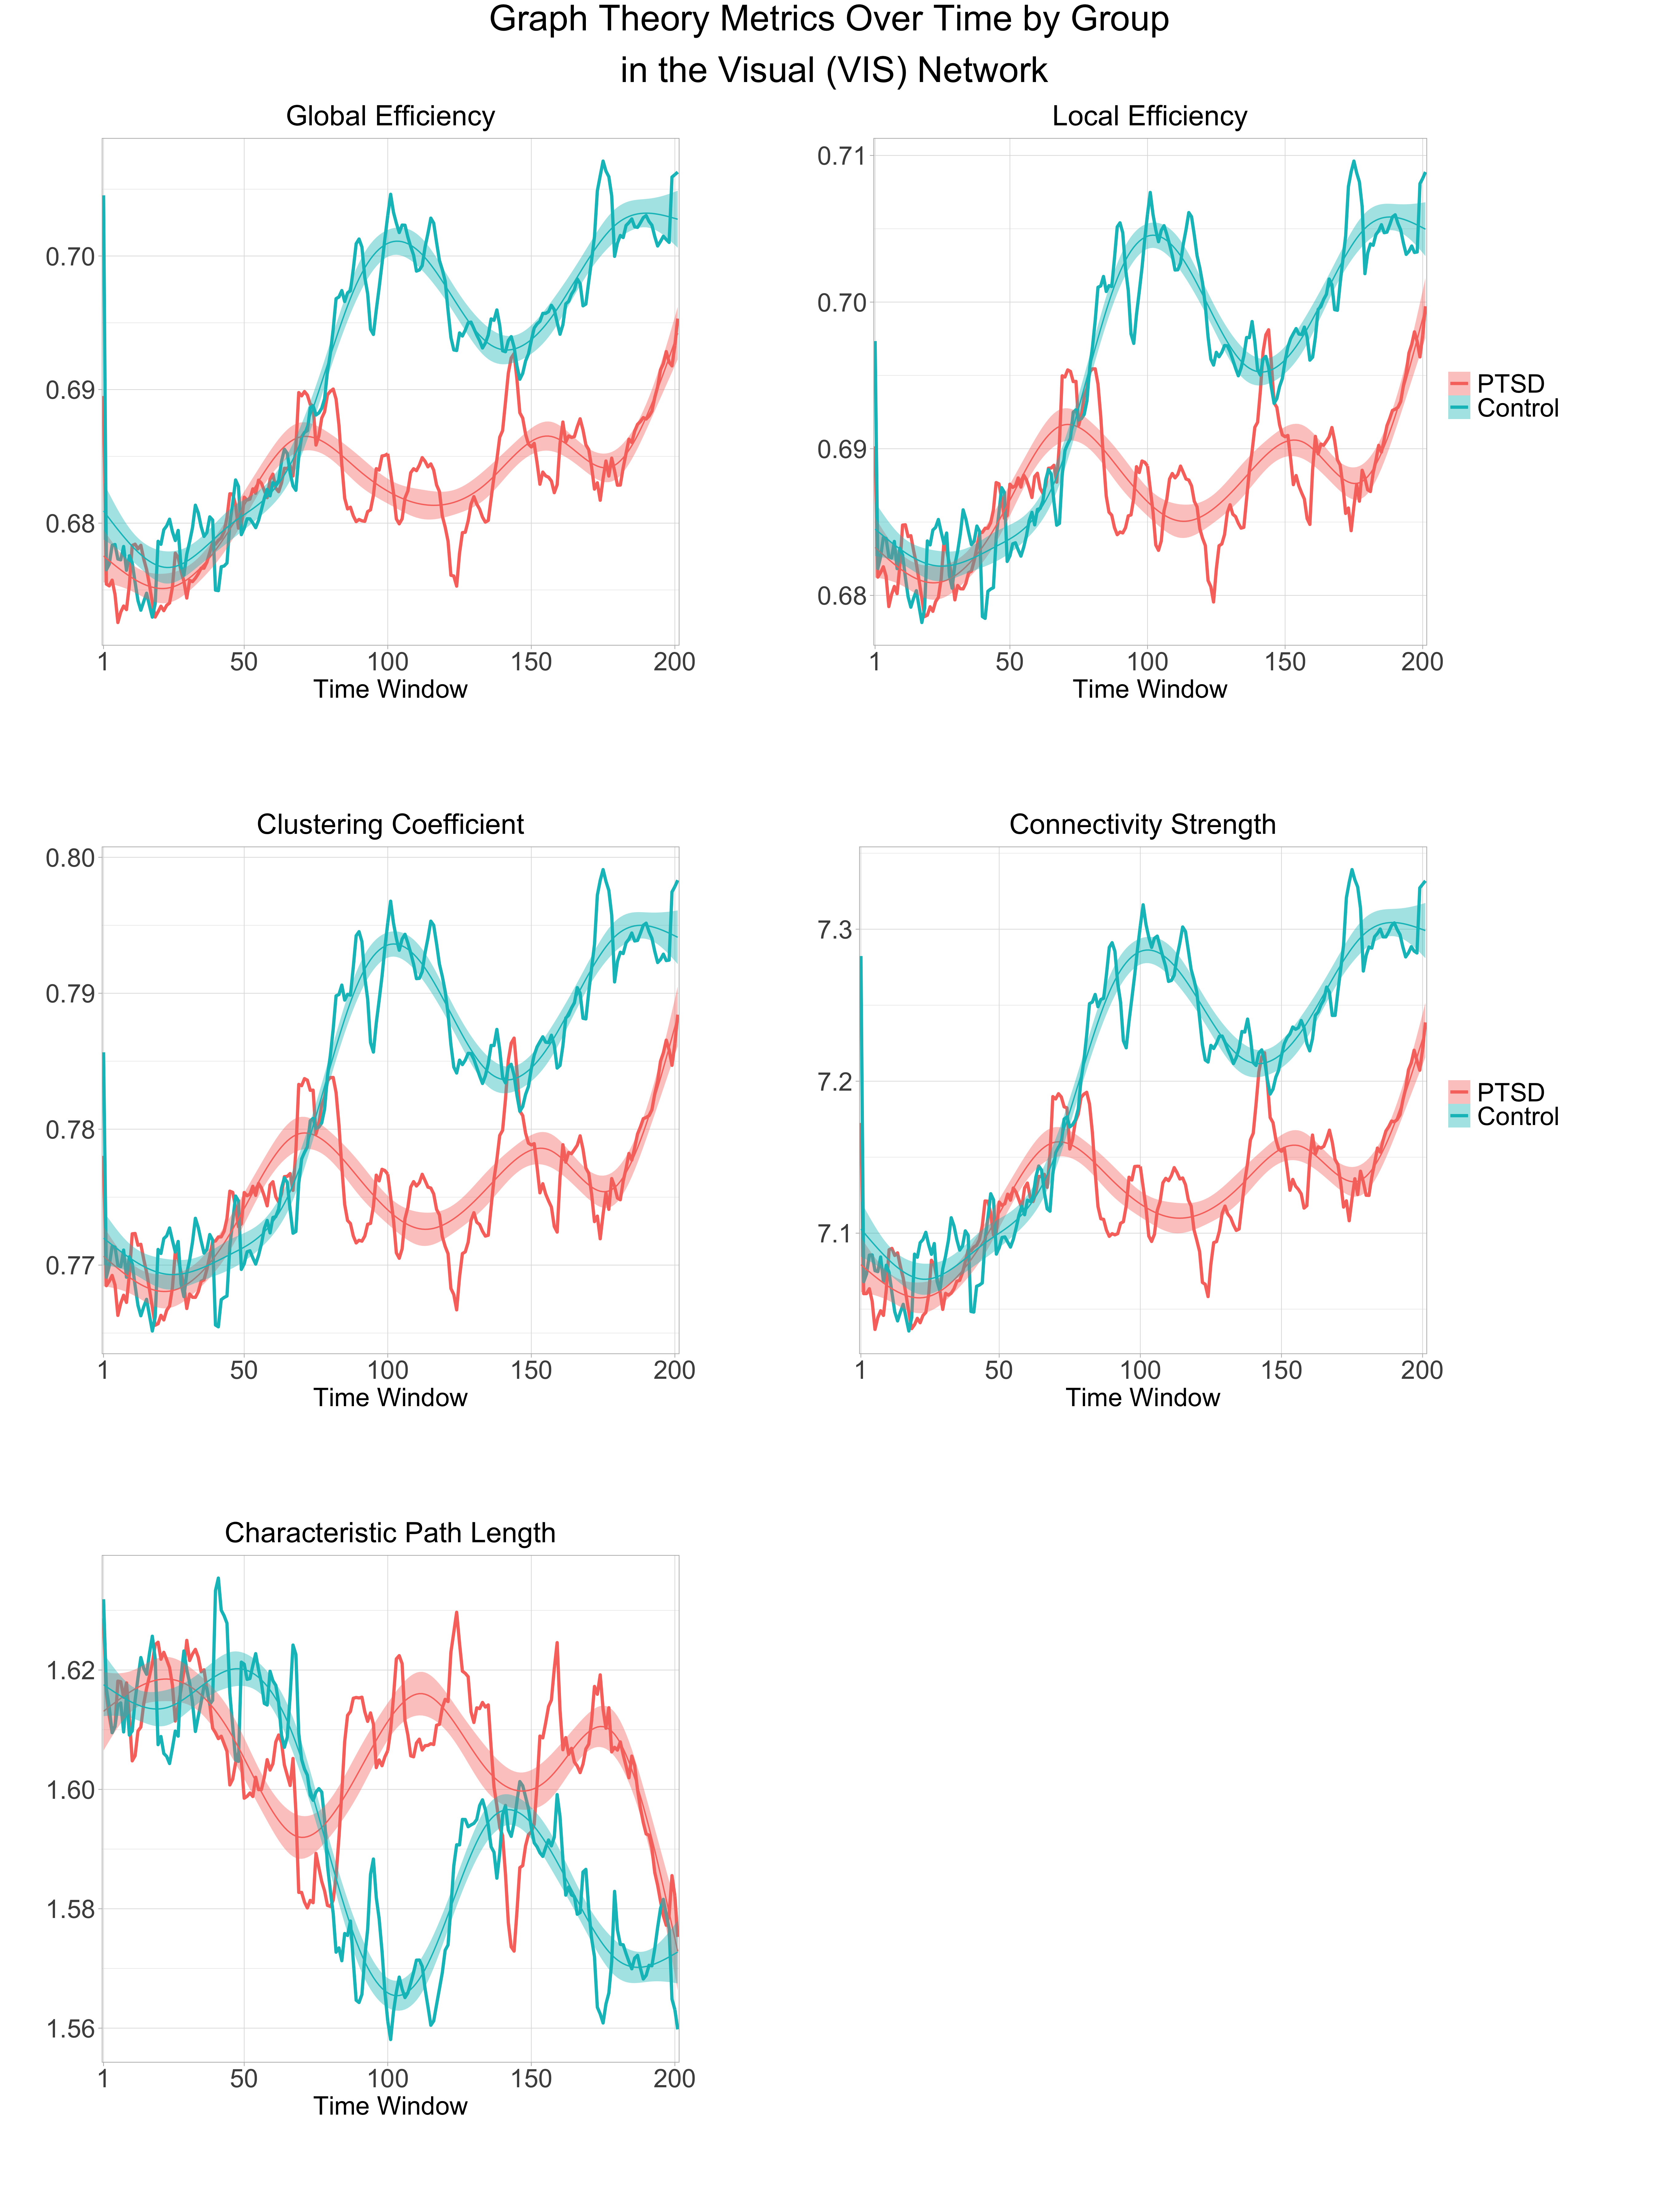 Graph Theory Metrics Over Time by Group
in the Visual (VIS) Network
Global Efficiency
0.70
0.69
0.68
1 50 100 150 200
Time Window
Local Efficiency
0.71
0.70
0.69
0.68
1 50 100 150 200
Time Window
PTSD
Control
Clustering Coefficient
0.80
0.79
0.78
0.77
1 50 100 150 200
Time Window
Connectivity Strength
7.3
7.2
7.1
1 50 100 150 200
Time Window
PTSD
Control
Characteristic Path Length
1.62
1.60
1.58
1.56
1 50 100 150 200
Time Window